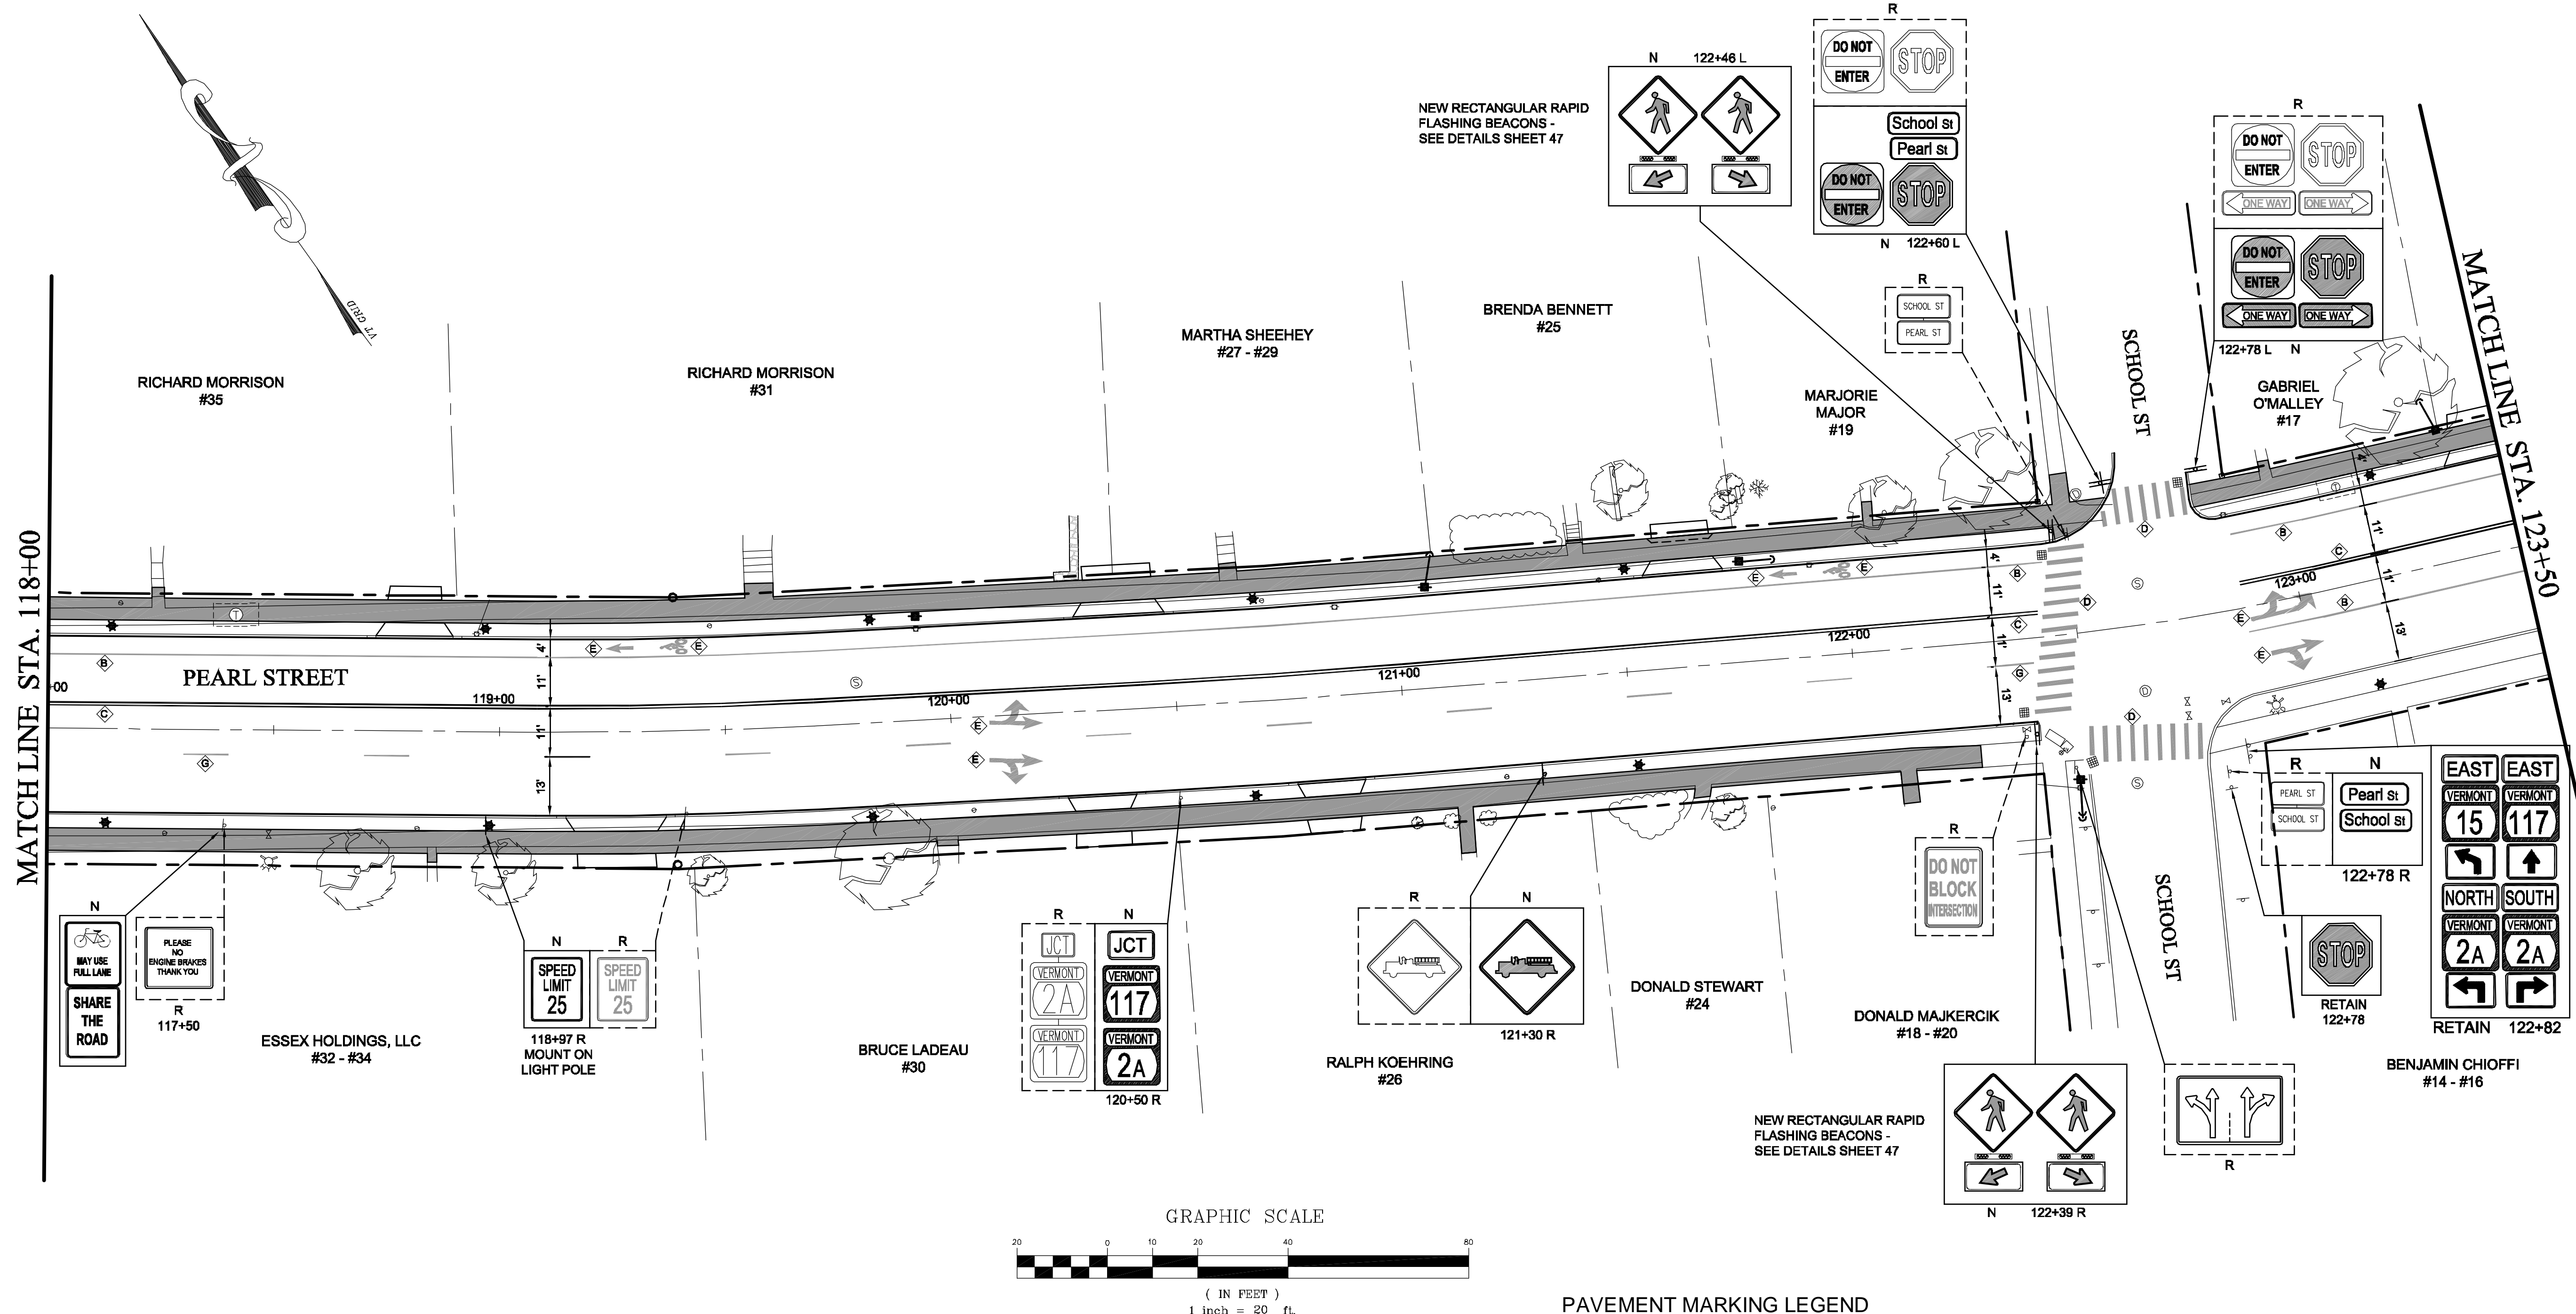 R
DO NOT
ENTER
STOP
N 122+46 L
NEW RECTANGULAR RAPID
FLASHING BEACONS -
SEE DETAILS SHEET 47
School St
Pearl St
DO NOT
ENTER
STOP
N 122+60 L
R
DO NOT
ENTER
STOP
ONE WAY
ONE WAY
DO NOT
ENTER
STOP
ONE WAY
ONE WAY
122+78 L N
R
SCHOOL ST
PEARL ST
VT GRID
RICHARD MORRISON
#35
RICHARD MORRISON
#31
MARTHA SHEEHEY
#27 - #29
BRENDA BENNETT
#25
MARJORIE
MAJOR
#19
SCHOOL ST
GABRIEL
O'MALLEY
#17
MATCH LINE STA. 123+50
MATCH LINE STA. 118+00
PEARL STREET
00
119+00
120+00
121+00
122+00
123+00
T
T
S
S
S
D
D
B
C
G
E
E
E
E
E
E
B
C
G
D
D
D
D
B
C
B
E
E
4'
11'
11'
13'
4'
11'
11'
13'
4'
11'
11'
13'
N
MAY USE
FULL LANE
SHARE
THE
ROAD
PLEASE
NO
ENGINE BRAKES
THANK YOU
R
117+50
ESSEX HOLDINGS, LLC
#32 - #34
N R
SPEED
LIMIT
25
SPEED
LIMIT
25
118+97 R
MOUNT ON
LIGHT POLE
BRUCE LADEAU
#30
R N
JCT
VERMONT
2A
VERMONT
117
JCT
VERMONT
117
VERMONT
2A
120+50 R
R N
121+30 R
RALPH KOEHRING
#26
DONALD STEWART
#24
R
DO NOT
BLOCK
INTERSECTION
DONALD MAJKERCIK
#18 - #20
SCHOOL ST
R N
PEARL ST
SCHOOL ST
Pearl St
School St
122+78 R
STOP
RETAIN
122+78
EAST EAST
VERMONT VERMONT
15 117
NORTH SOUTH
VERMONT VERMONT
2A 2A
RETAIN 122+82
BENJAMIN CHIOFFI
#14 - #16
NEW RECTANGULAR RAPID
FLASHING BEACONS -
SEE DETAILS SHEET 47
N 122+39 R
R
GRAPHIC SCALE
20 0 10 20 40 80
( IN FEET )
1 inch = 20 ft.
PAVEMENT MARKING LEGEND